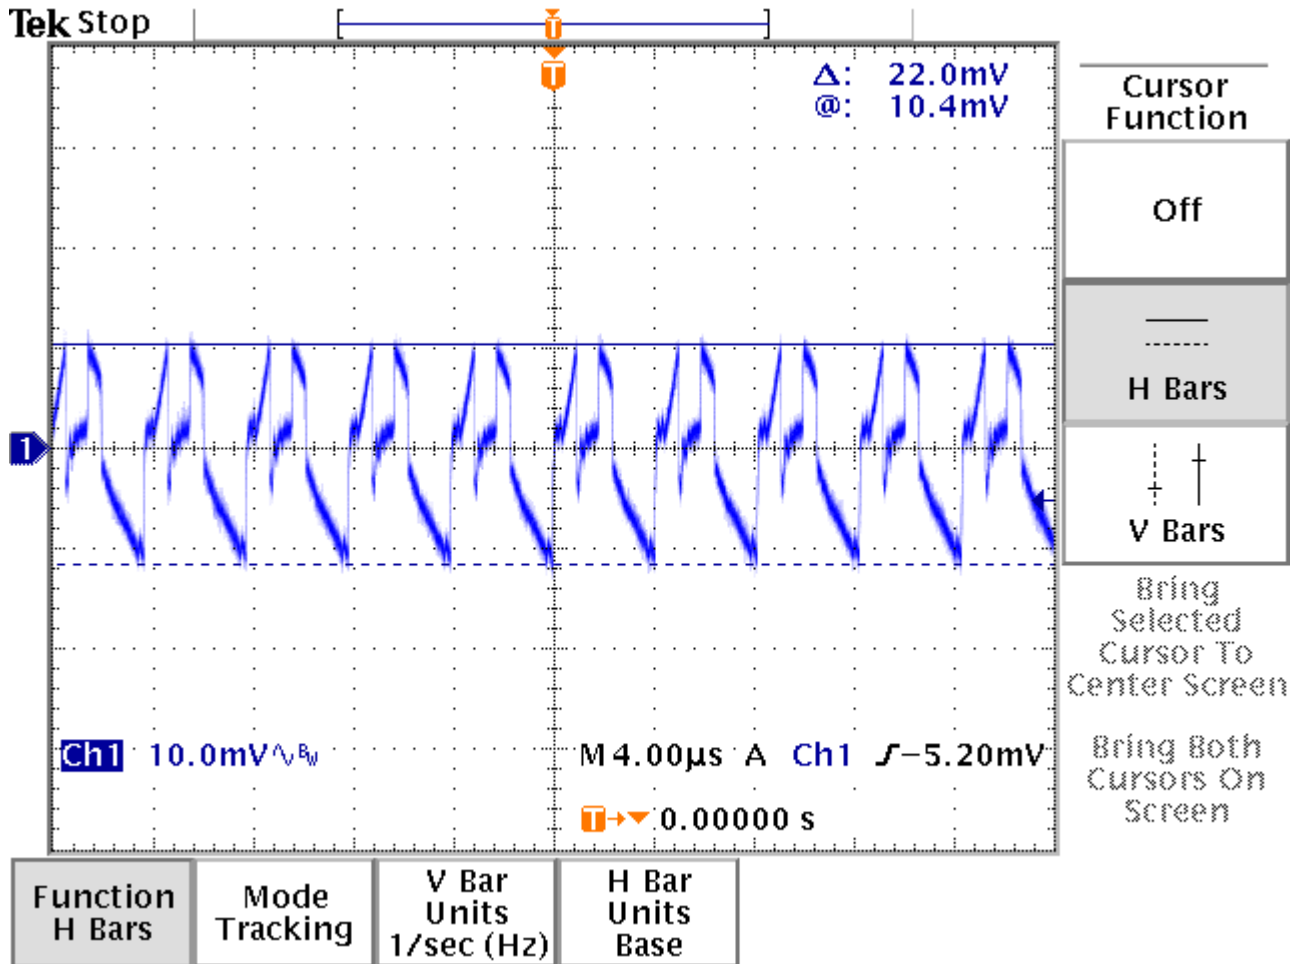 Tek Stop
T
T
Δ: 22.0mV
@: 10.4mV
Cursor
Function
Off
H Bars
V Bars
Bring
Selected
Cursor To
Center Screen
Bring Both
Cursors On
Screen
1
Ch1 10.0mV∿BW
M 4.00µs A Ch1 ƒ−5.20mV
T→▼ 0.00000 s
Function
H Bars
Mode
Tracking
V Bar
Units
1/sec (Hz)
H Bar
Units
Base